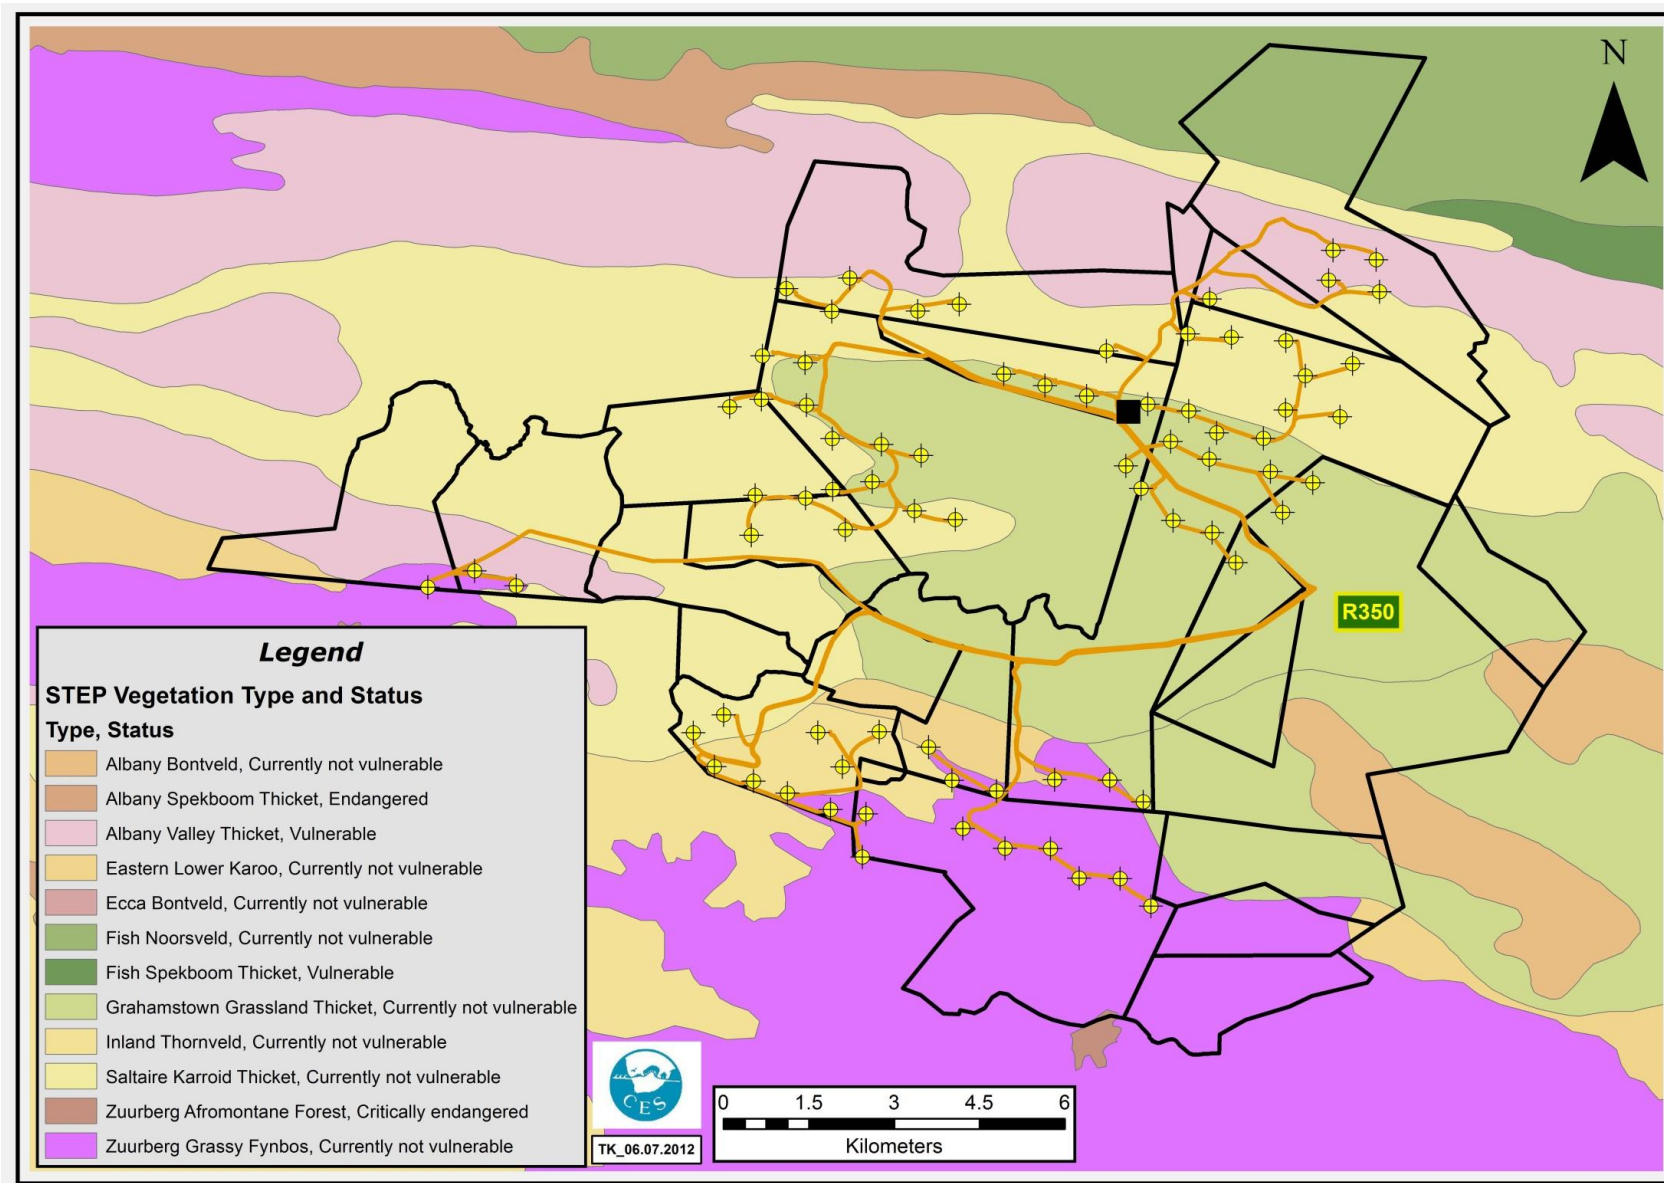 N
R350
Legend
STEP Vegetation Type and Status
Type, Status
Albany Bontveld, Currently not vulnerable
Albany Spekboom Thicket, Endangered
Albany Valley Thicket, Vulnerable
Eastern Lower Karoo, Currently not vulnerable
Ecca Bontveld, Currently not vulnerable
Fish Noorsveld, Currently not vulnerable
Fish Spekboom Thicket, Vulnerable
Grahamstown Grassland Thicket, Currently not vulnerable
Inland Thornveld, Currently not vulnerable
Saltaire Karroid Thicket, Currently not vulnerable
Zuurberg Afromontane Forest, Critically endangered
Zuurberg Grassy Fynbos, Currently not vulnerable
CES
TK_06.07.2012
0 1.5 3 4.5 6
Kilometers